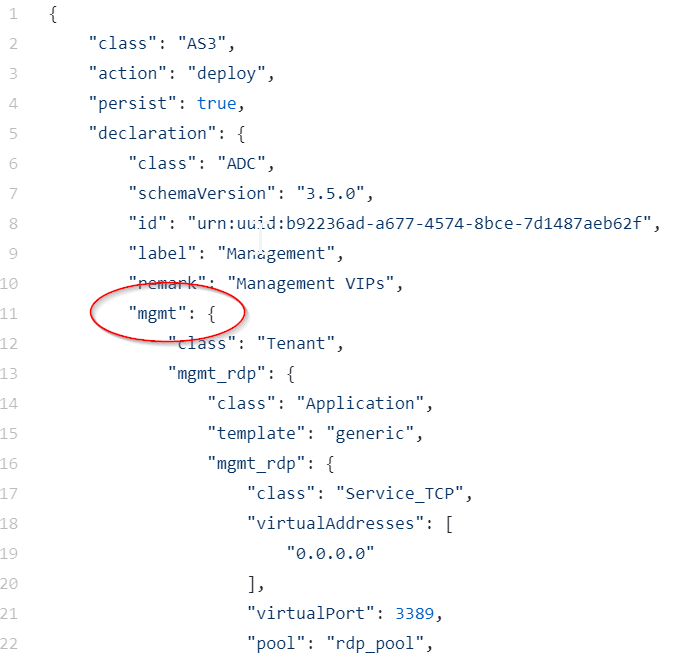 1 {
2 "class": "AS3",
3 "action": "deploy",
4 "persist": true,
5 "declaration": {
6 "class": "ADC",
7 "schemaVersion": "3.5.0",
8 "id": "urn:uuid:b92236ad-a677-4574-8bce-7d1487aeb62f",
9 "label": "Management",
10 "remark": "Management VIPs",
11 "mgmt": {
12 "class": "Tenant",
13 "mgmt_rdp": {
14 "class": "Application",
15 "template": "generic",
16 "mgmt_rdp": {
17 "class": "Service_TCP",
18 "virtualAddresses": [
19 "0.0.0.0"
20 ],
21 "virtualPort": 3389,
22 "pool": "rdp_pool",